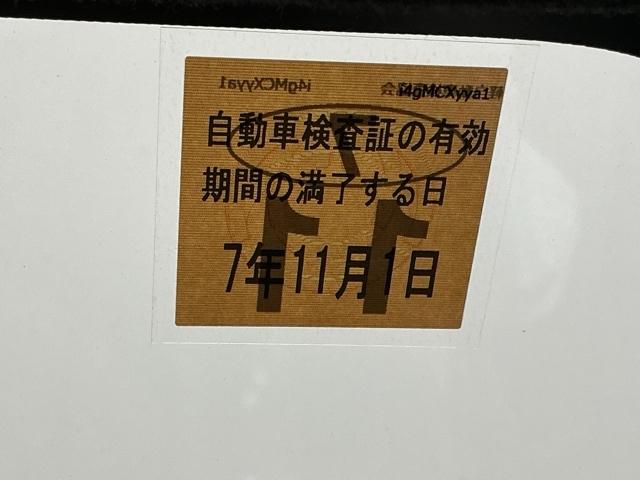 i4gMCXyya1
自動車検査証の有効
期間の満了する日
7年11月1日